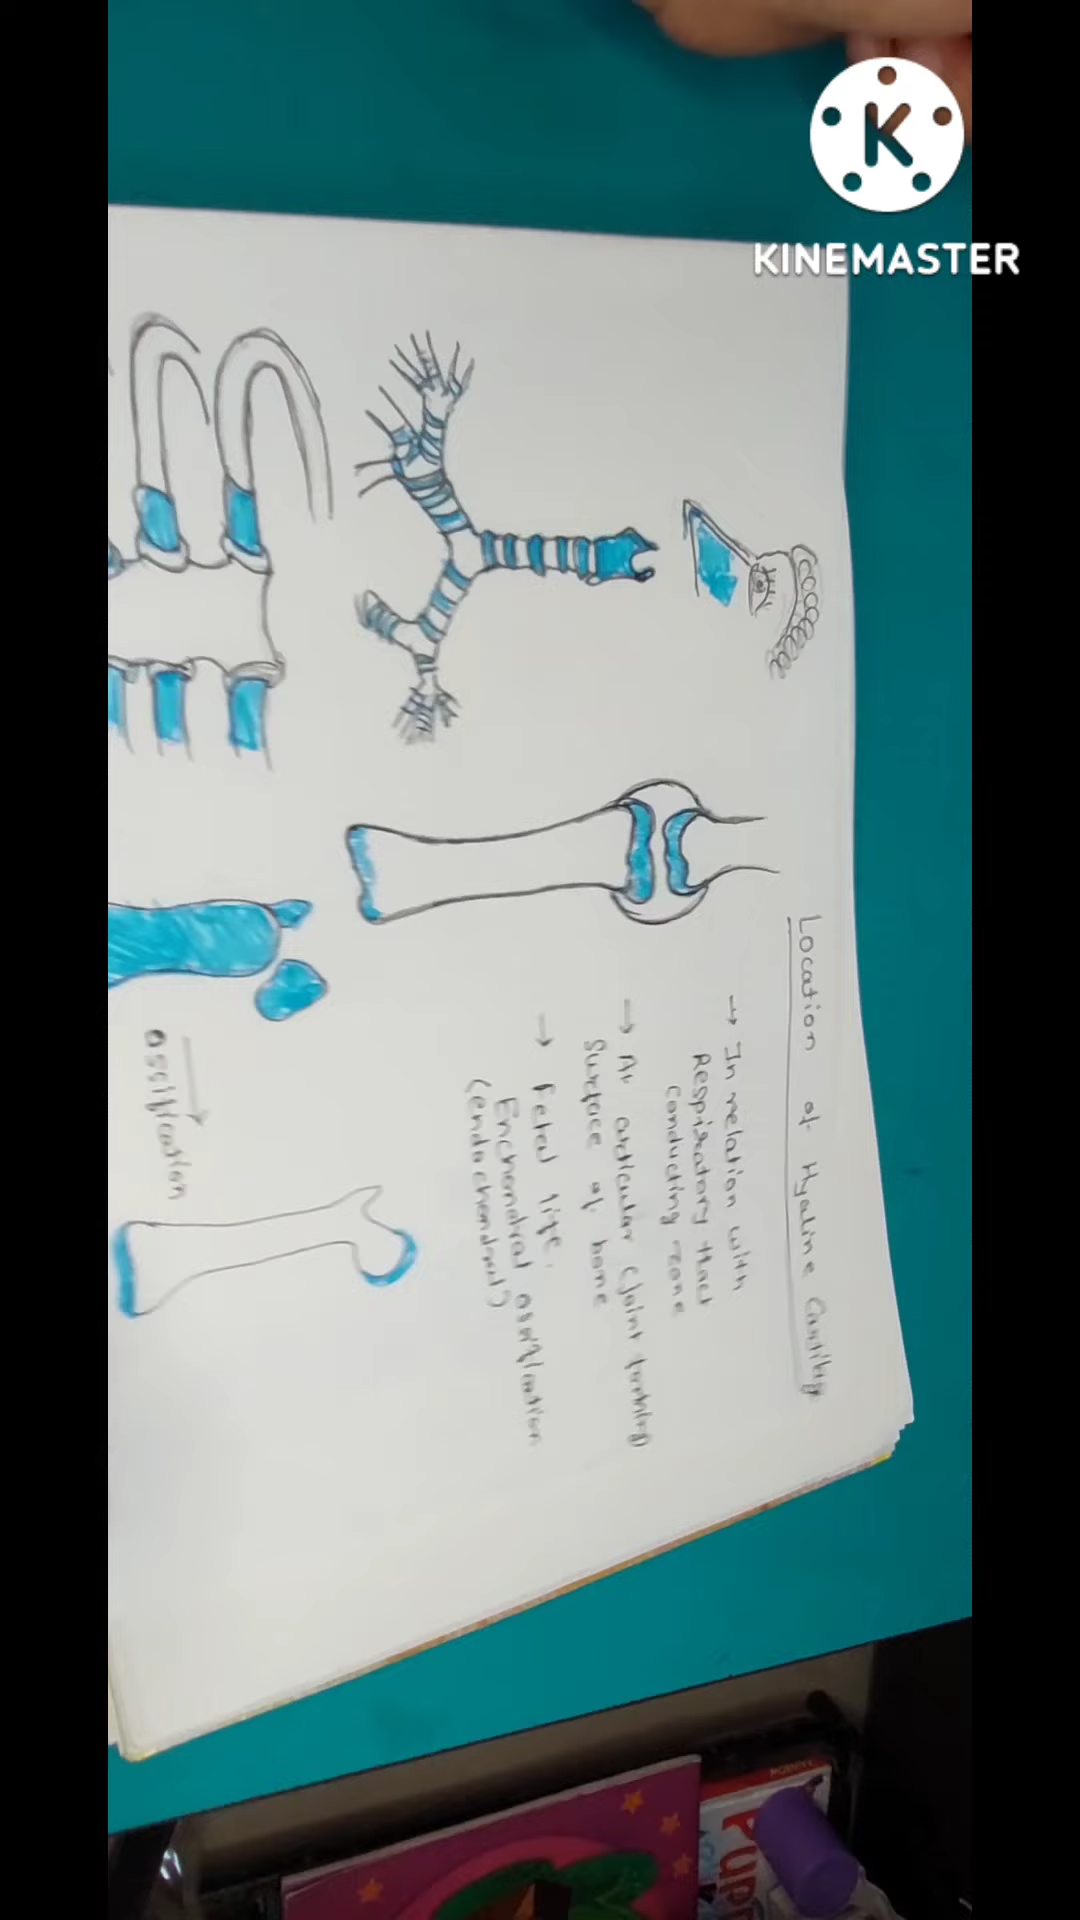 K
KINEMASTER
Location of Hyaline Cartilage
→ In relation with
Respiratory tract
Conducting zone
→ At articular (Joint forming)
Surface of bone
→ Fetal life.
Enchondral ossification
(endochondral)
ossification
PUPP